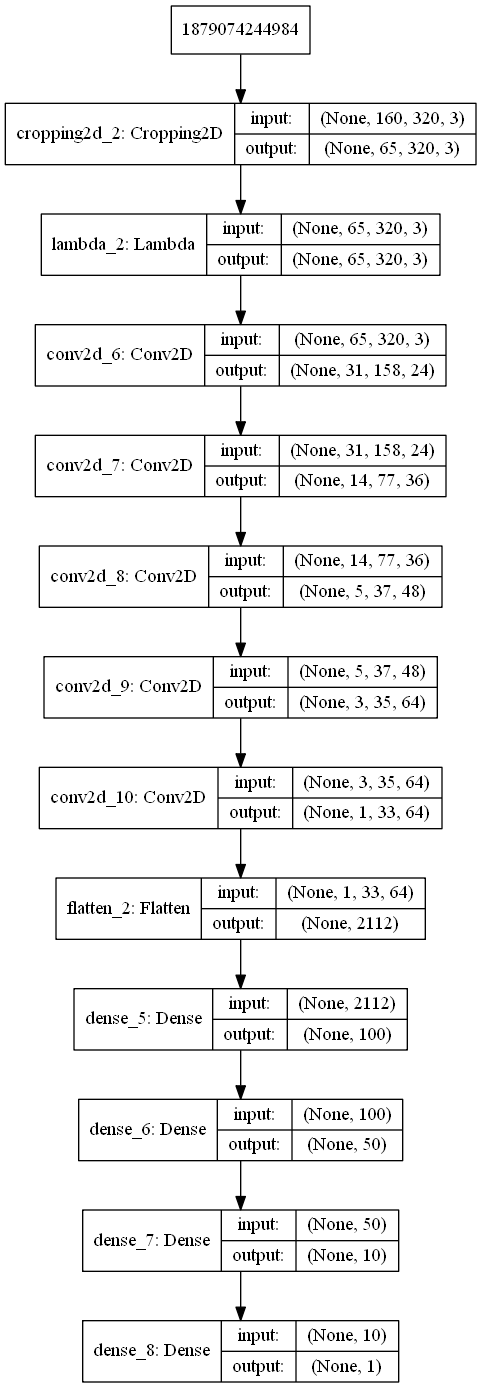 1879074244984
cropping2d_2: Cropping2D
input: (None, 160, 320, 3)
output: (None, 65, 320, 3)
lambda_2: Lambda
input: (None, 65, 320, 3)
output: (None, 65, 320, 3)
conv2d_6: Conv2D
input: (None, 65, 320, 3)
output: (None, 31, 158, 24)
conv2d_7: Conv2D
input: (None, 31, 158, 24)
output: (None, 14, 77, 36)
conv2d_8: Conv2D
input: (None, 14, 77, 36)
output: (None, 5, 37, 48)
conv2d_9: Conv2D
input: (None, 5, 37, 48)
output: (None, 3, 35, 64)
conv2d_10: Conv2D
input: (None, 3, 35, 64)
output: (None, 1, 33, 64)
flatten_2: Flatten
input: (None, 1, 33, 64)
output: (None, 2112)
dense_5: Dense
input: (None, 2112)
output: (None, 100)
dense_6: Dense
input: (None, 100)
output: (None, 50)
dense_7: Dense
input: (None, 50)
output: (None, 10)
dense_8: Dense
input: (None, 10)
output: (None, 1)